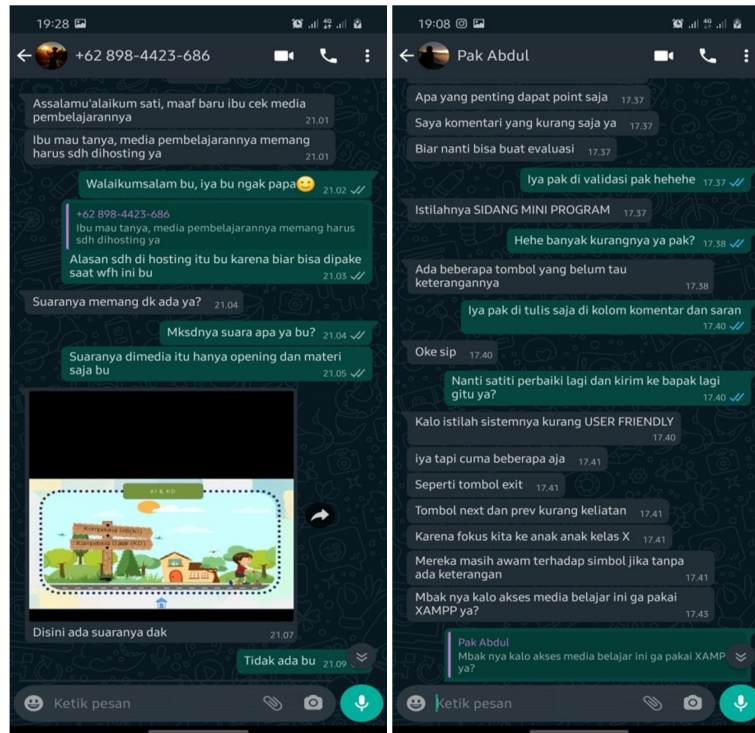 19:28
+62 898-4423-686
Assalamu'alaikum sati, maaf baru ibu cek media
pembelajarannya
21.01
Ibu mau tanya, media pembelajarannya memang
harus sdh dihosting ya
21.01
Walaikumsalam bu, iya bu ngak papa🙂 21.02
+62 898-4423-686
Ibu mau tanya, media pembelajarannya memang harus
sdh dihosting ya
Alasan sdh di hosting itu bu karena biar bisa dipake
saat wfh ini bu
21.03
Suaranya memang dk ada ya? 21.04
Mksdnya suara apa ya bu? 21.04
Suaranya dimedia itu hanya opening dan materi
saja bu
21.05
KI & KD
Kompetensi Inti(KI)
Kompetensi Dasar (KD)
Disini ada suaranya dak
21.07
Tidak ada bu 21.09
Ketik pesan
19:08
Pak Abdul
Apa yang penting dapat point saja 17.37
Saya komentari yang kurang saja ya 17.37
Biar nanti bisa buat evaluasi 17.37
Iya pak di validasi pak hehehe 17.37
Istilahnya SIDANG MINI PROGRAM 17.37
Hehe banyak kurangnya ya pak? 17.38
Ada beberapa tombol yang belum tau
keterangannya
17.38
Iya pak di tulis saja di kolom komentar dan saran
17.40
Oke sip 17.40
Nanti satiti perbaiki lagi dan kirim ke bapak lagi
gitu ya?
17.40
Kalo istilah sistemnya kurang USER FRIENDLY
17.40
iya tapi cuma beberapa aja 17.41
Seperti tombol exit 17.41
Tombol next dan prev kurang keliatan 17.41
Karena fokus kita ke anak anak kelas X 17.41
Mereka masih awam terhadap simbol jika tanpa
ada keterangan
17.41
Mbak nya kalo akses media belajar ini ga pakai
XAMPP ya?
17.43
Pak Abdul
Mbak nya kalo akses media belajar ini ga pakai XAMP
ya?
Ketik pesan